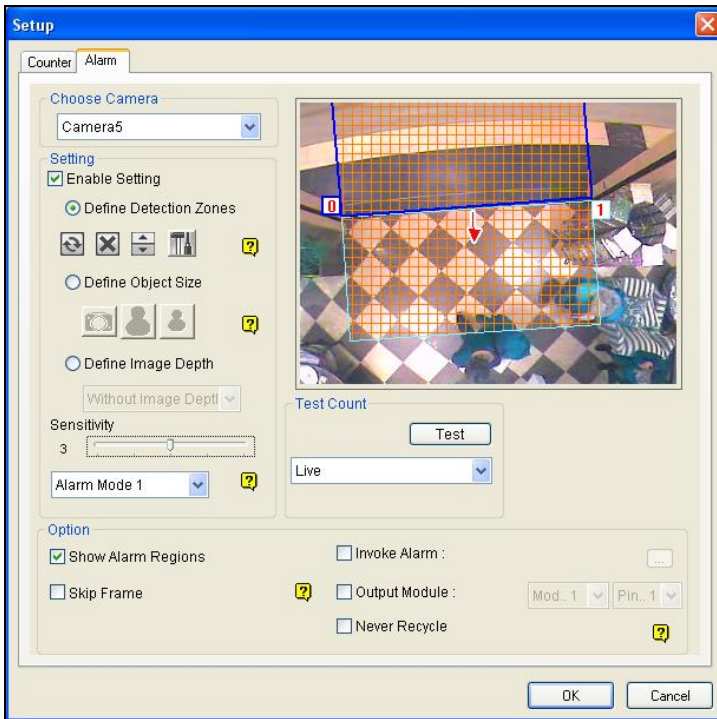 Setup
Counter Alarm
Choose Camera
Camera5
Setting
Enable Setting
Define Detection Zones
?
Define Object Size
?
Define Image Depth
Without Image Deptl
Sensitivity
3
Alarm Mode 1
?
0
1
Test Count
Test
Live
Option
Show Alarm Regions
Skip Frame
?
Invoke Alarm :
...
Output Module :
Mod.. 1
Pin.. 1
Never Recycle
?
OK
Cancel